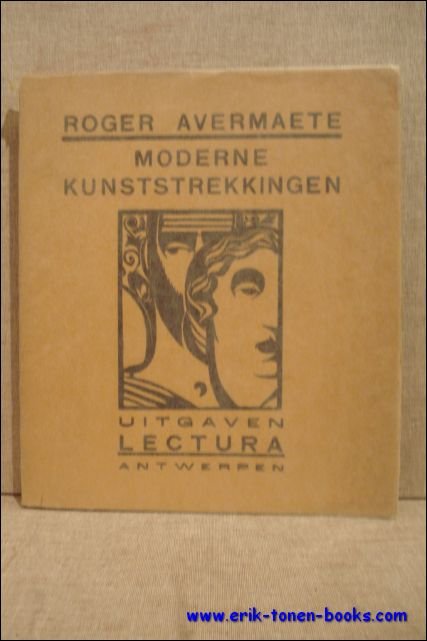 ROGER AVERMAETE
MODERNE
KUNSTSTREKKINGEN
UITGAVEN
LECTURA
ANTWERPEN
www.erik-tonen-books.com